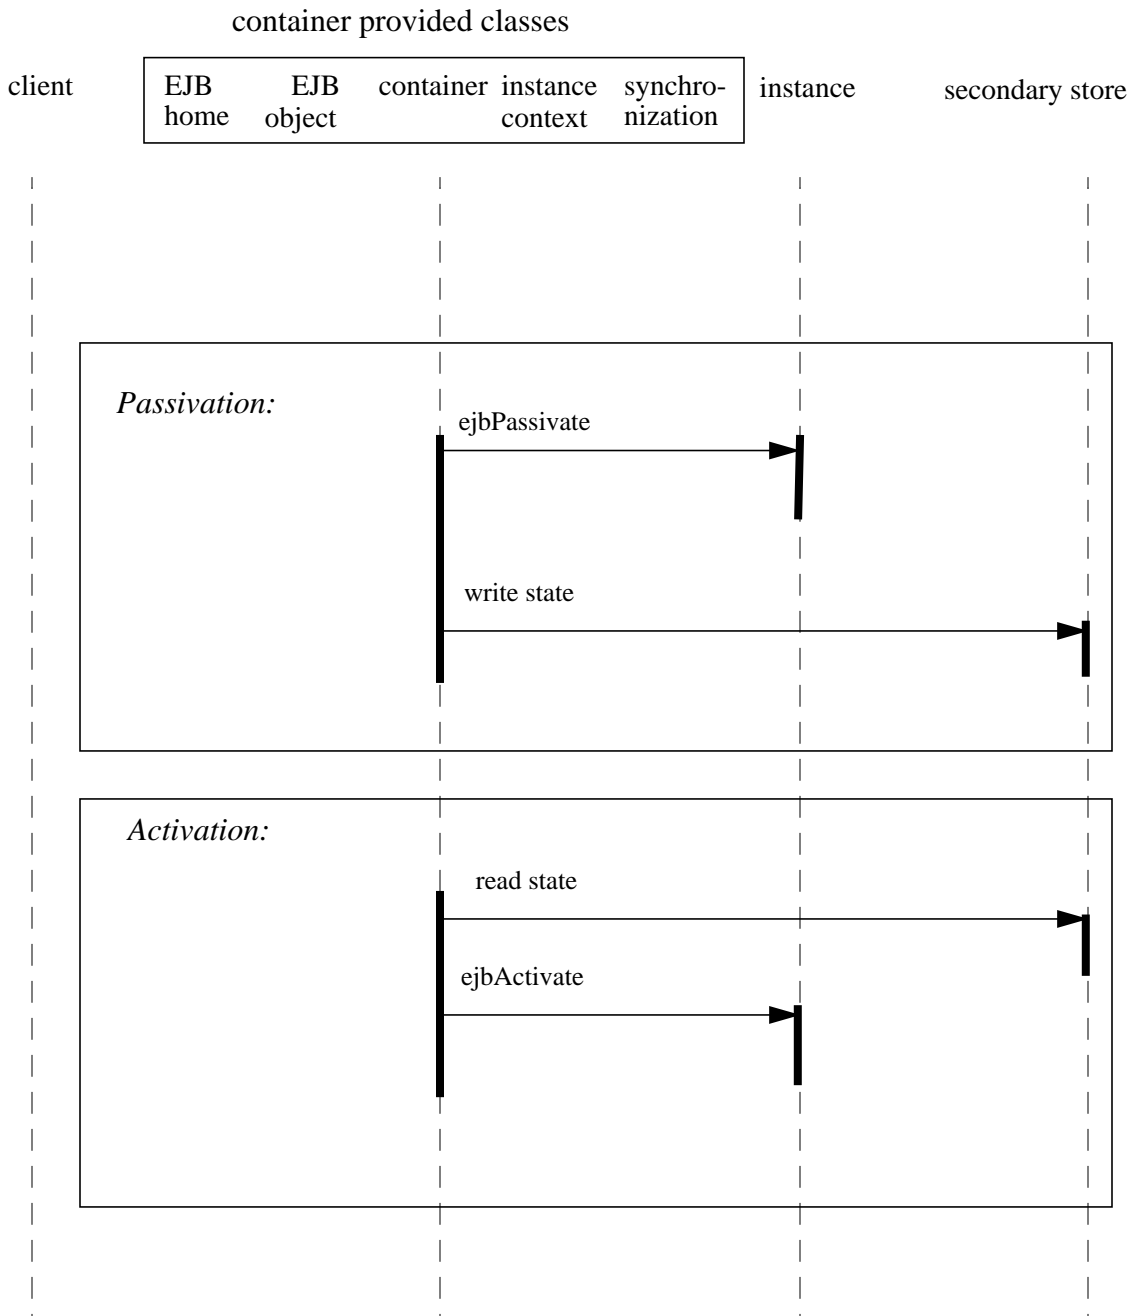 container provided classes
client EJB EJB container instance synchro- instance secondary store
home object context nization
Passivation:
ejbPassivate
write state
Activation:
read state
ejbActivate